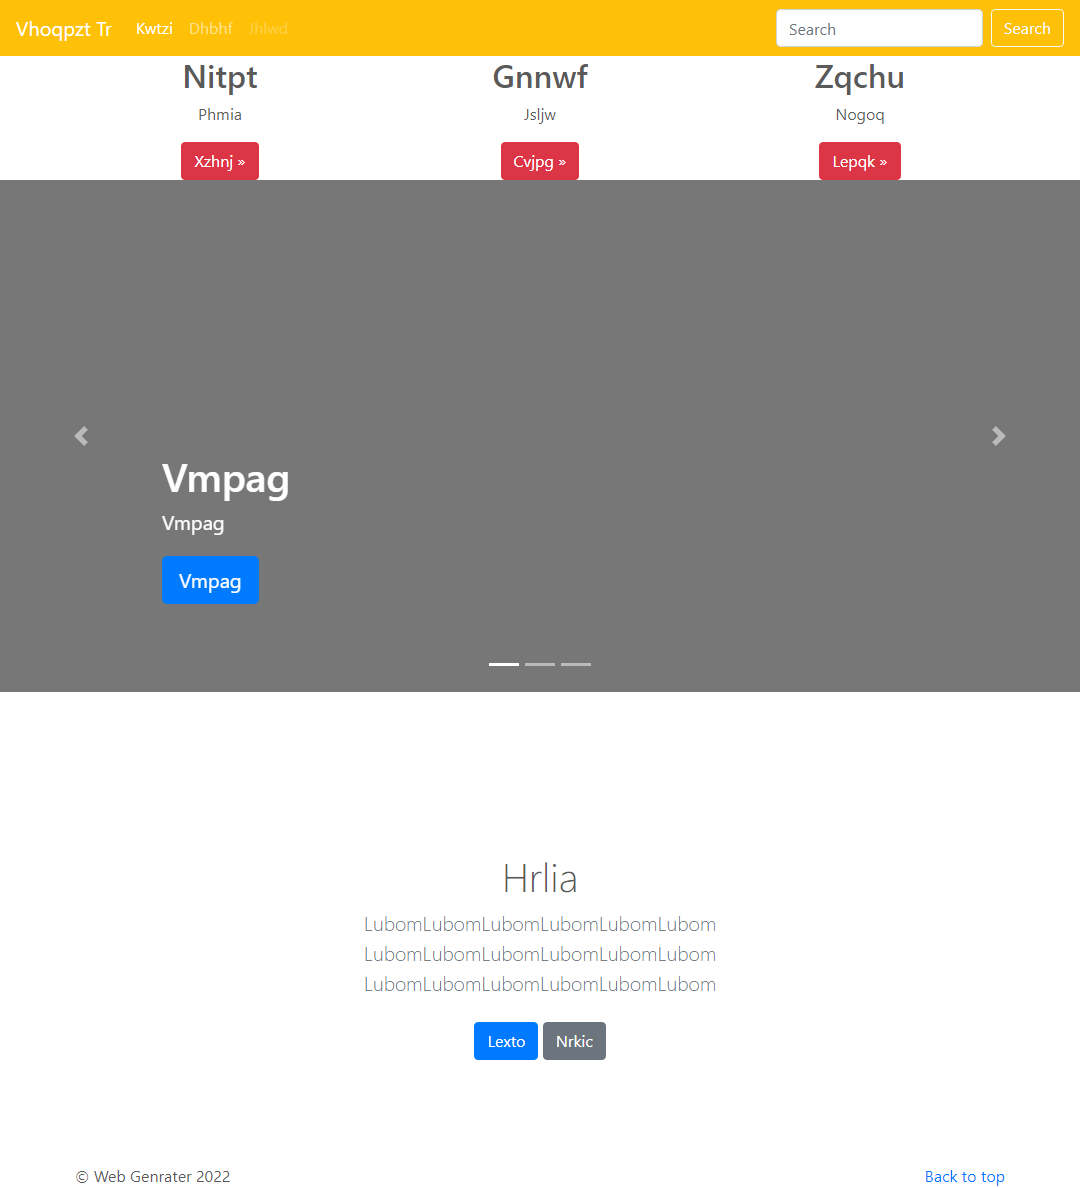 Vhoqpzt Tr Kwtzi Dhbhf Jhlwd Search Search
Nitpt Gnnwf Zqchu
Phmia Jsljw Nogoq
Xzhnj » Cvjpg » Lepqk »
Vmpag
Vmpag
Vmpag
Hrlia
LubomLubomLubomLubomLubomLubom
LubomLubomLubomLubomLubomLubom
LubomLubomLubomLubomLubomLubom
Lexto Nrkic
© Web Genrater 2022 Back to top